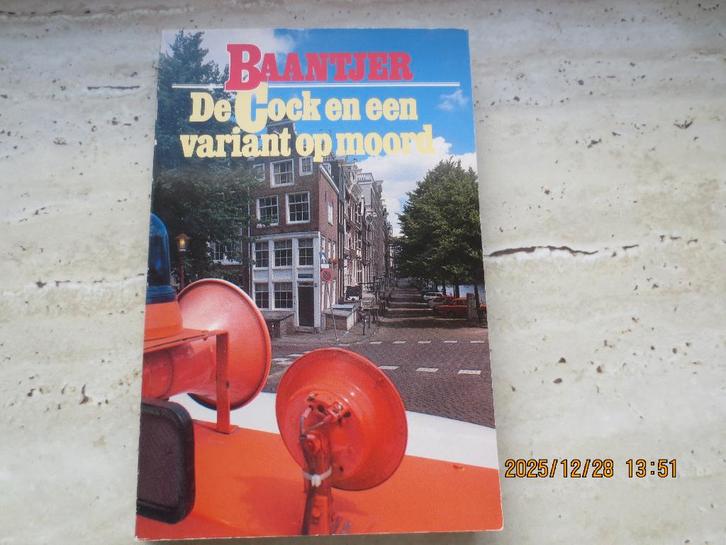 BAANTJER
De Cock en een
variant op moord
2025/12/28 13:51